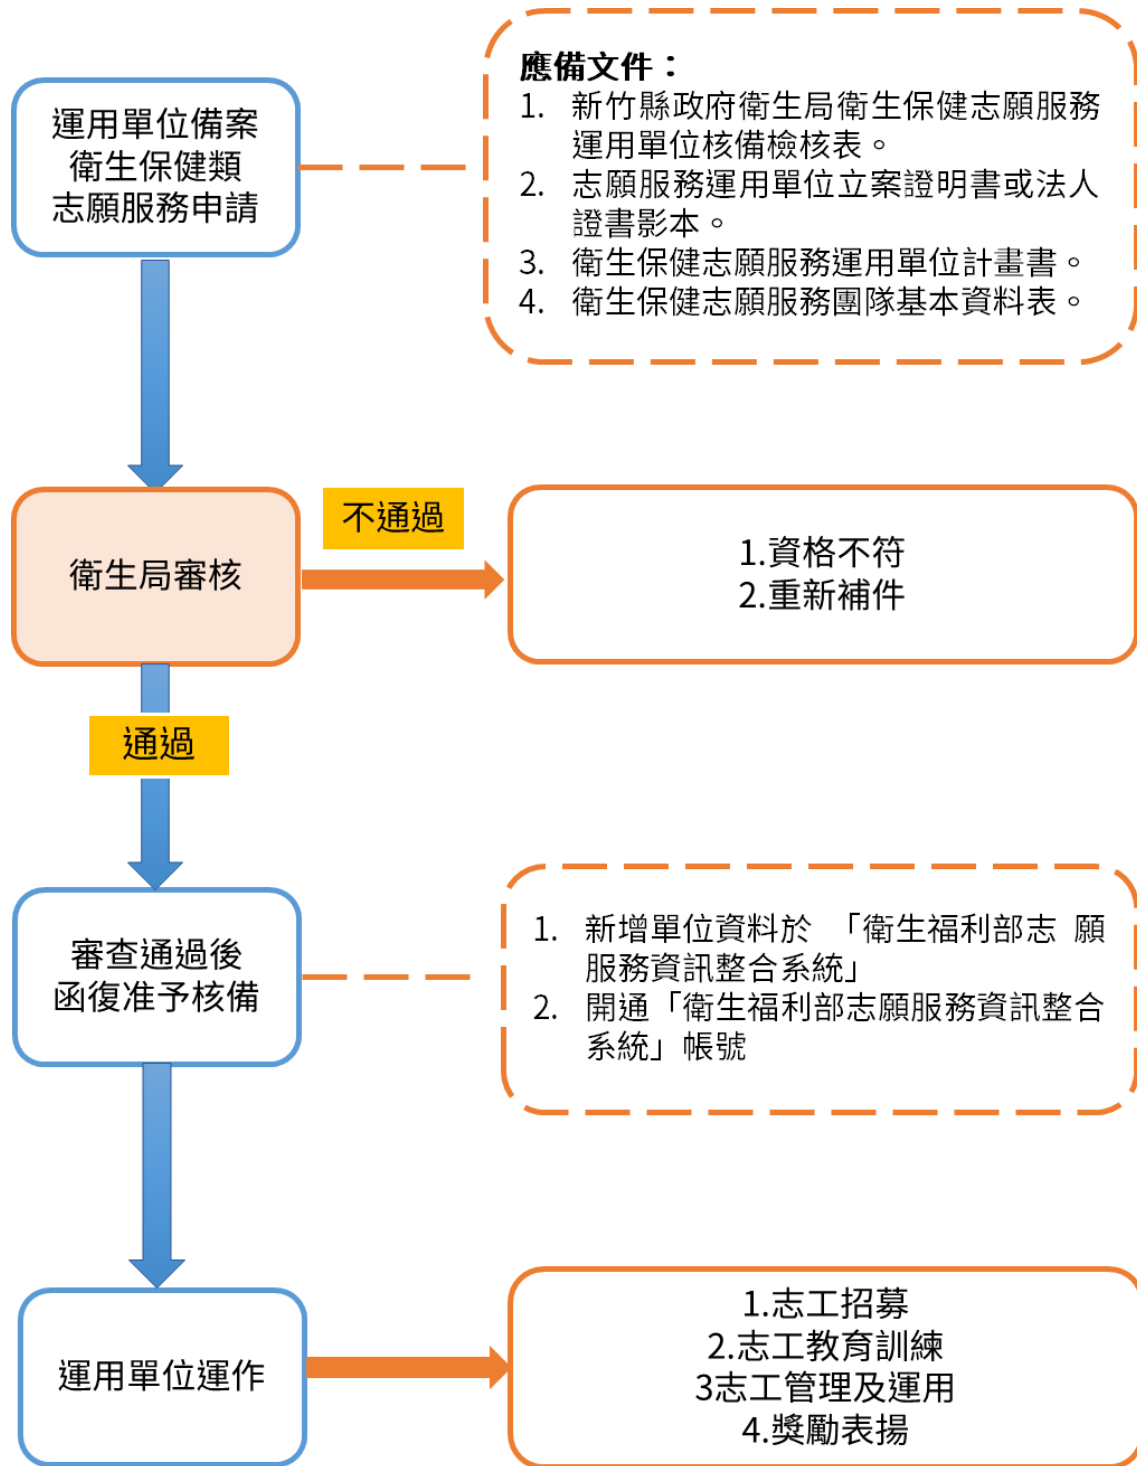 運用單位備案
衛生保健類
志願服務申請
應備文件：
1. 新竹縣政府衛生局衛生保健志願服務
運用單位核備檢核表。
2. 志願服務運用單位立案證明書或法人
證書影本。
3. 衛生保健志願服務運用單位計畫書。
4. 衛生保健志願服務團隊基本資料表。
衛生局審核
不通過
1.資格不符
2.重新補件
通過
審查通過後
函復准予核備
1. 新增單位資料於 「衛生福利部志 願
服務資訊整合系統」
2. 開通「衛生福利部志願服務資訊整合
系統」帳號
運用單位運作
1.志工招募
2.志工教育訓練
3志工管理及運用
4.獎勵表揚